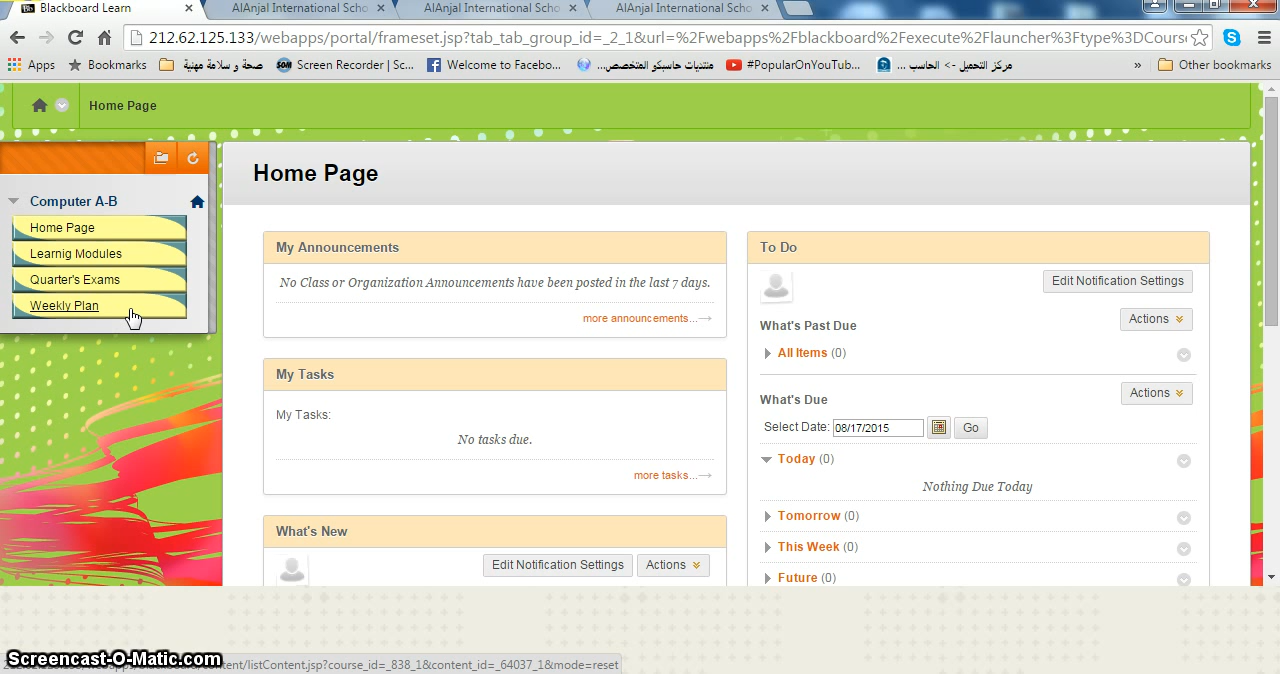 Blackboard Learn
AlAnjal International Scho
AlAnjal International Scho
AlAnjal International Scho
212.62.125.133/webapps/portal/frameset.jsp?tab_tab_group_id=_2_1&url=%2Fwebapps%2Fblackboard%2Fexecute%2Flauncher%3Ftype%3DCours
Apps
Bookmarks
صحة و سلامة مهنية
Screen Recorder | Sc...
Welcome to Facebo...
منتديات حاسبكو المتخصص...
#PopularOnYouTub...
مركز التحميل -> الحاسب ...
»
Other bookmarks
Home Page
Computer A-B
Home Page
Learnig Modules
Quarter's Exams
Weekly Plan
Home Page
My Announcements
No Class or Organization Announcements have been posted in the last 7 days.
more announcements...→
My Tasks
My Tasks:
No tasks due.
more tasks...→
What's New
Edit Notification Settings
Actions
To Do
Edit Notification Settings
What's Past Due
Actions
All Items (0)
What's Due
Actions
Select Date: 08/17/2015 Go
Today (0)
Nothing Due Today
Tomorrow (0)
This Week (0)
Future (0)
Screencast-O-Matic.com
ntent/listContent.jsp?course_id=_838_1&content_id=_64037_1&mode=reset